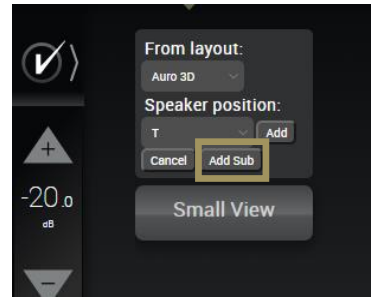 From layout:
Auro 3D
Speaker position:
T
Add
Cancel
Add Sub
+
-20.0
dB
Small View
-